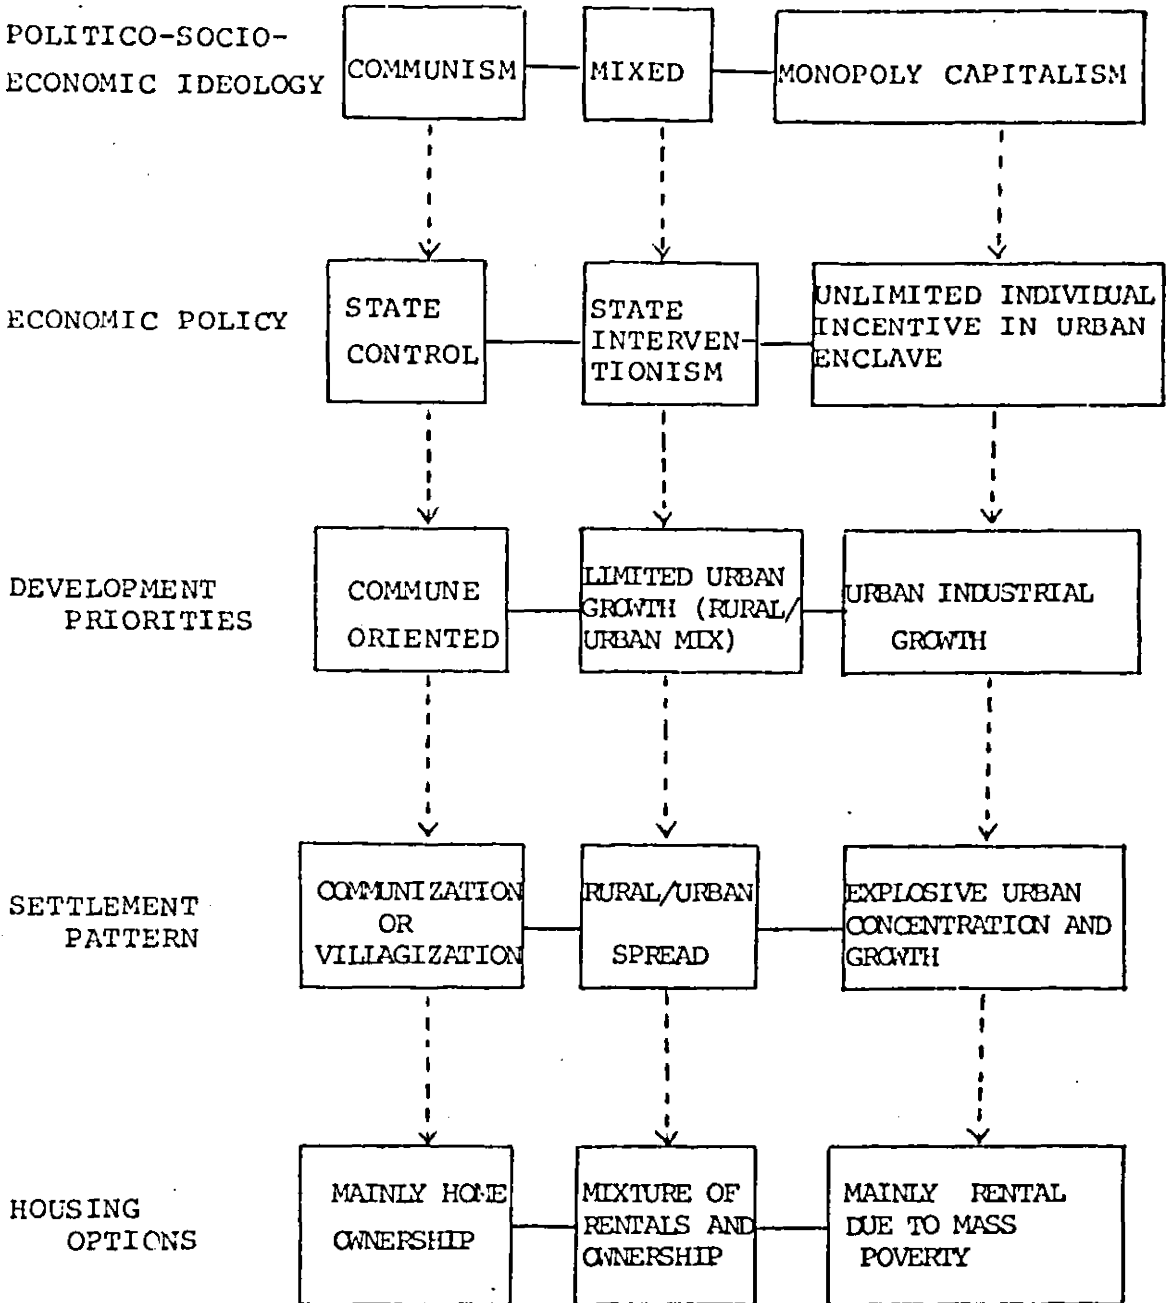 POLITICO-SOCIO-
ECONOMIC IDEOLOGY
COMMUNISM
MIXED
MONOPOLY CAPITALISM
ECONOMIC POLICY
STATE
CONTROL
STATE
INTERVEN-
TIONISM
UNLIMITED INDIVIDUAL
INCENTIVE IN URBAN
ENCLAVE
DEVELOPMENT
PRIORITIES
COMMUNE
ORIENTED
LIMITED URBAN
GROWTH (RURAL/
URBAN MIX)
URBAN INDUSTRIAL
GROWTH
SETTLEMENT
PATTERN
COMMUNIZATION
OR
VILLAGIZATION
RURAL/URBAN
SPREAD
EXPLOSIVE URBAN
CONCENTRATION AND
GROWTH
HOUSING
OPTIONS
MAINLY HOME
OWNERSHIP
MIXTURE OF
RENTALS AND
OWNERSHIP
MAINLY RENTAL
DUE TO MASS
POVERTY